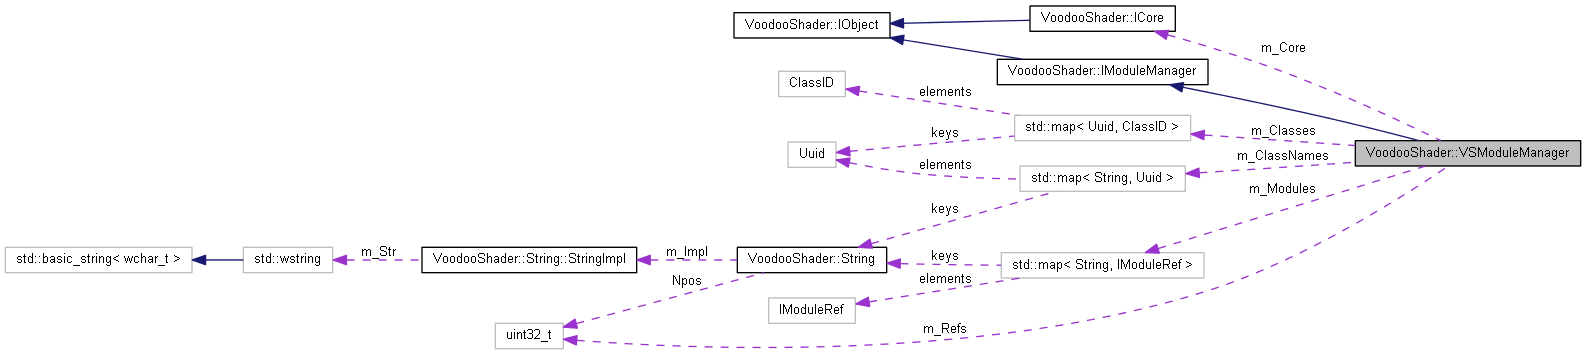 VoodooShader::IObject
VoodooShader::ICore
m_Core
VoodooShader::IModuleManager
ClassID
elements
std::map< Uuid, ClassID >
m_Classes
keys
Uuid
elements
std::map< String, Uuid >
m_ClassNames
VoodooShader::VSModuleManager
m_Modules
keys
std::basic_string< wchar_t >
std::wstring
m_Str
VoodooShader::String::StringImpl
m_Impl
VoodooShader::String
keys
std::map< String, IModuleRef >
elements
Npos
IModuleRef
uint32_t
m_Refs